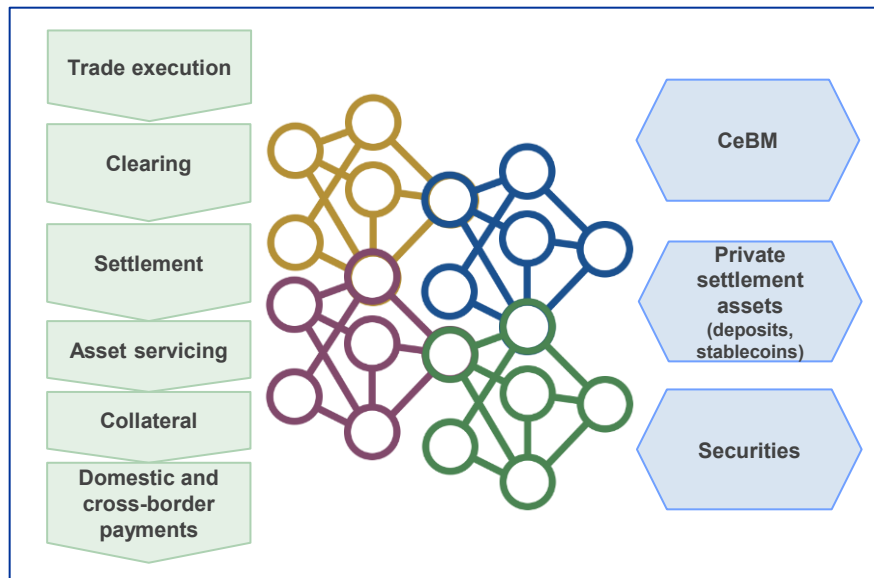 Trade execution
Clearing
Settlement
Asset servicing
Collateral
Domestic and
cross-border
payments
CeBM
Private
settlement
assets
(deposits,
stablecoins)
Securities